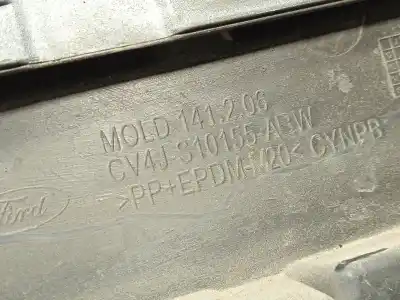 Ford
MOLD 141.2.06
CV4J-S10155-ABW
>PP+EPDM-M20< CYNPB